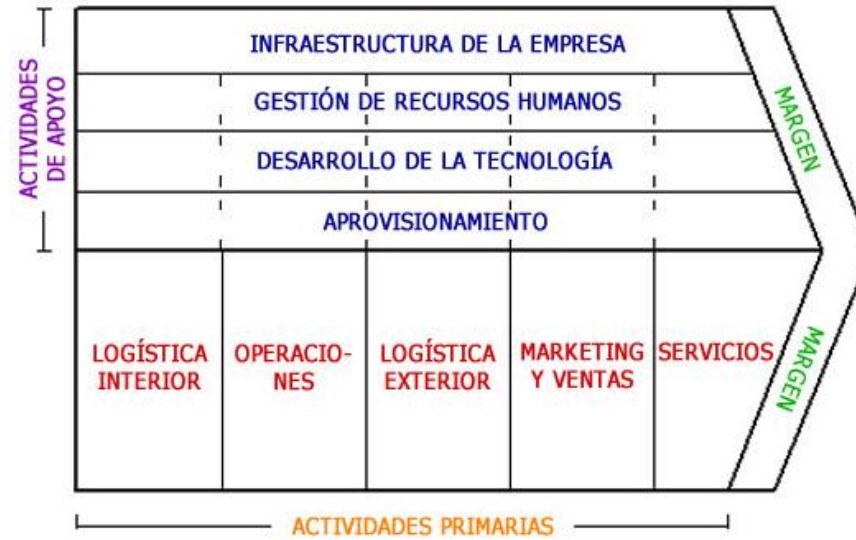 ACTIVIDADES
DE APOYO
INFRAESTRUCTURA DE LA EMPRESA
GESTIÓN DE RECURSOS HUMANOS
DESARROLLO DE LA TECNOLOGÍA
APROVISIONAMIENTO
MARGEN
LOGÍSTICA
INTERIOR
OPERACIO-
NES
LOGÍSTICA
EXTERIOR
MARKETING
Y VENTAS
SERVICIOS
MARGEN
ACTIVIDADES PRIMARIAS